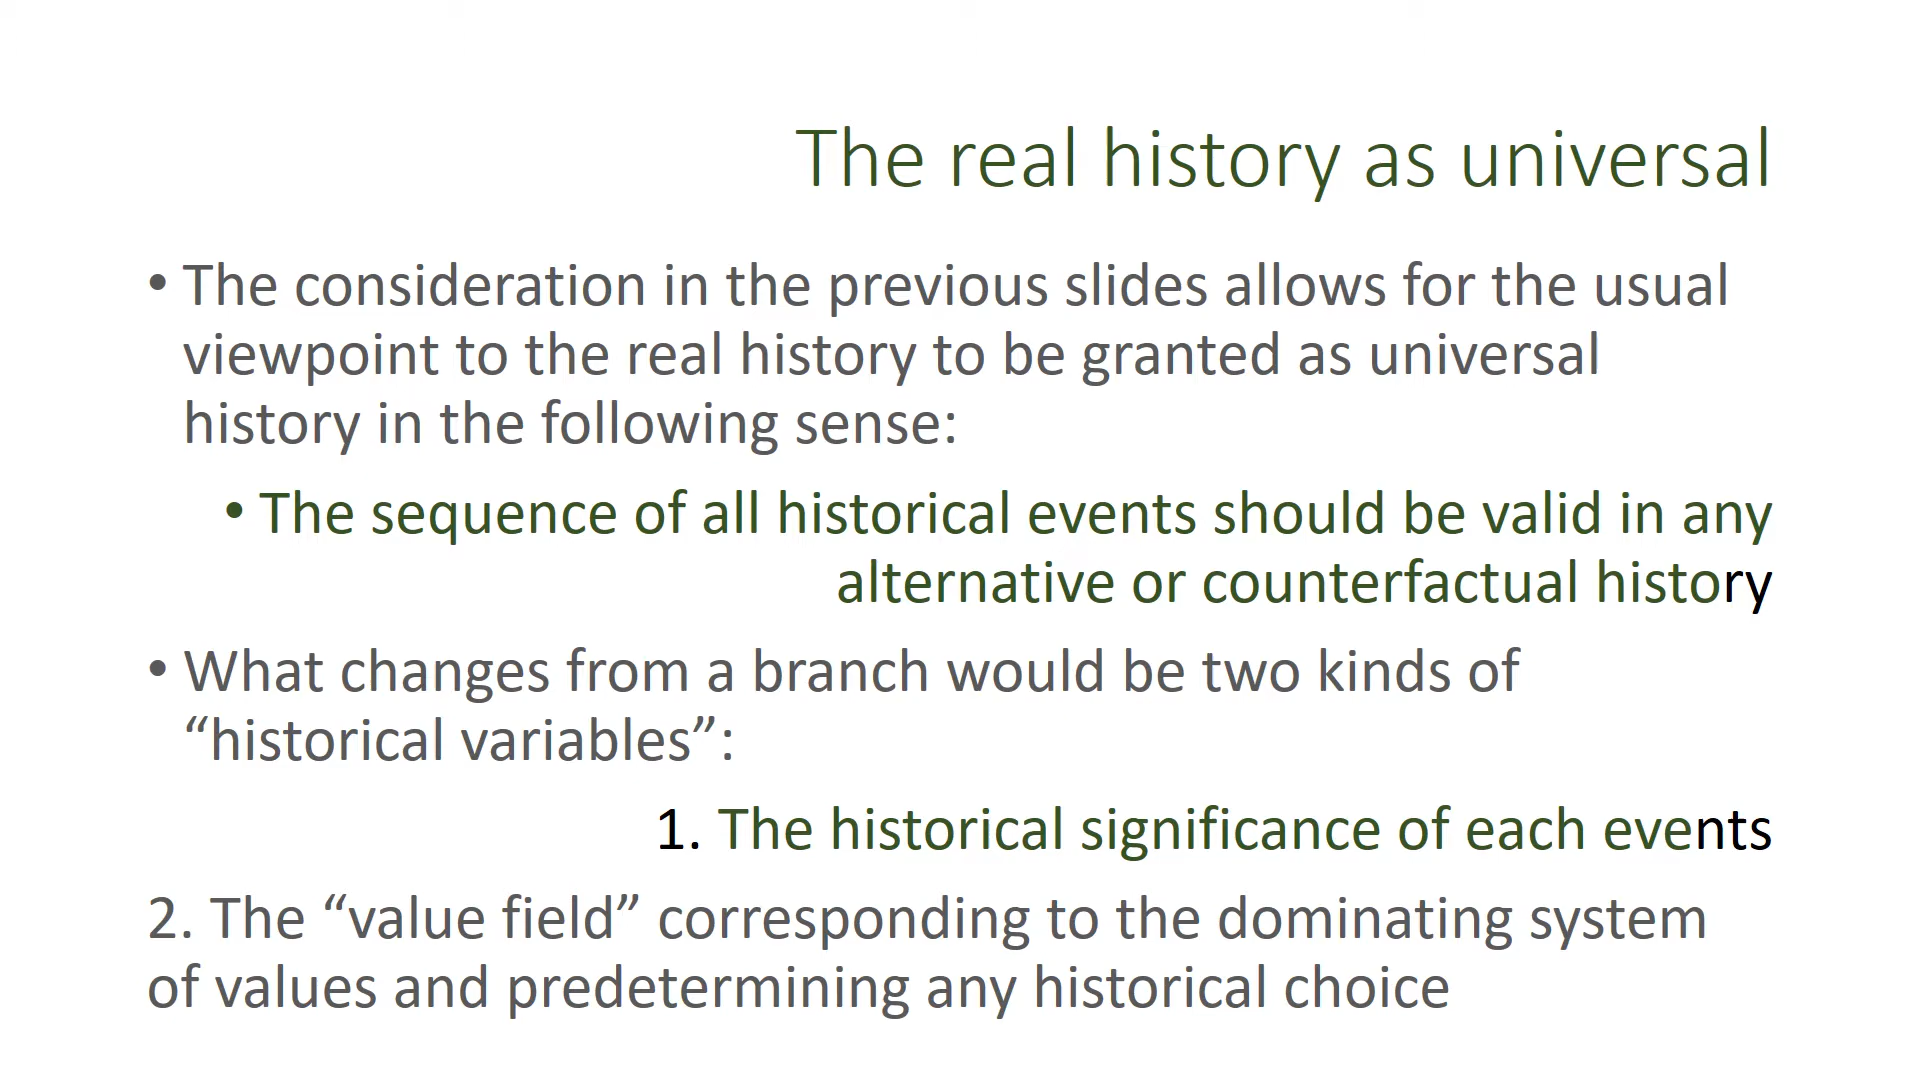 The real history as universal
• The consideration in the previous slides allows for the usual
viewpoint to the real history to be granted as universal
history in the following sense:
• The sequence of all historical events should be valid in any
alternative or counterfactual history
• What changes from a branch would be two kinds of
“historical variables”:
1. The historical significance of each events
2. The “value field” corresponding to the dominating system
of values and predetermining any historical choice